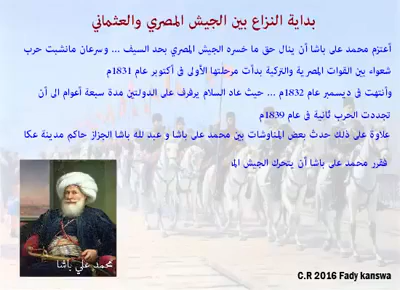 بداية النزاع بين الجيش المصري والعثماني
أعتزم محمد على باشا أن ينال حق ما خسره الجيش المصري بحد السيف ... وسرعان مانشبت حرب
شعواء بين القوات المصرية والتركية بدأت مرحلتها الأولى فى أكتوبر عام 1831م
وأنتهت فى ديسمبر عام 1832م ... حيث عاد السلام يرفرف على الدولتين مدة سبعة أعوام الى أن
تجددت الحرب ثانية فى عام 1839م
علاوة على ذلك حدث بعض المناوشات بين محمد على باشا و عبد الله باشا الجزاز حاكم مدينة عكا
فقرر محمد على باشا أن يتحرك الجيش الما
محمد علي باشا
C.R 2016 Fady kanswa